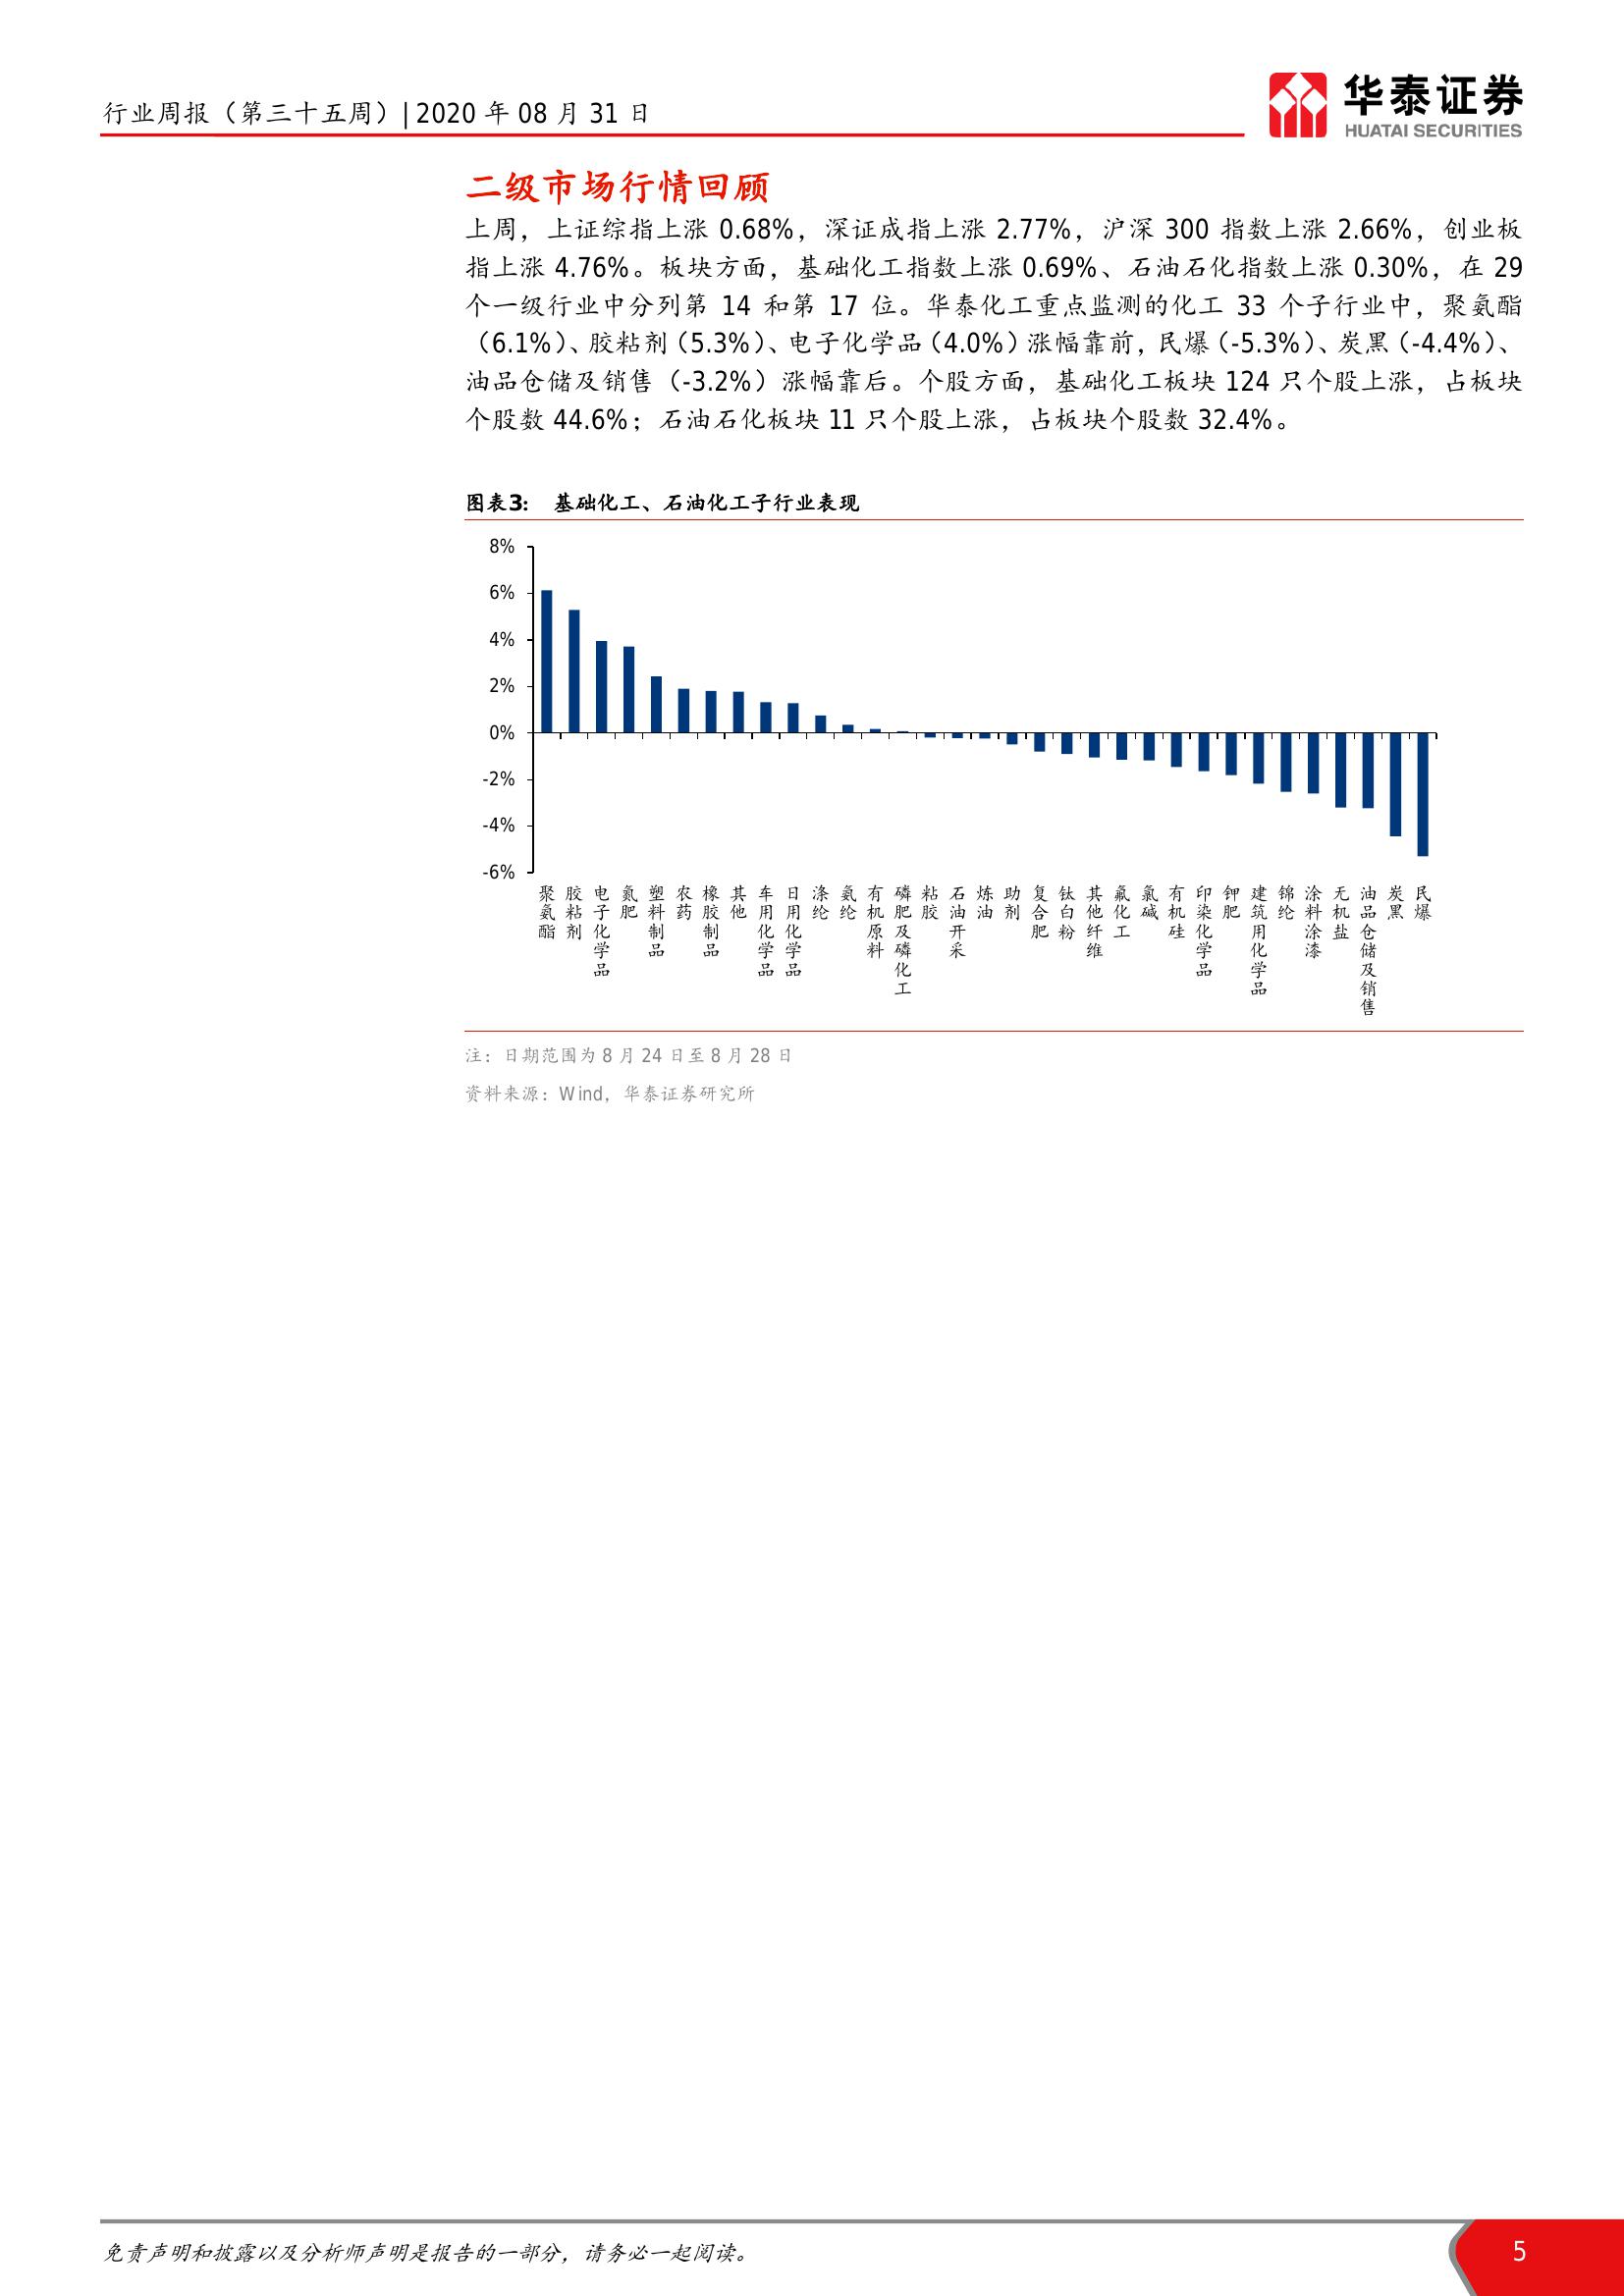 行业周报（第三十五周）| 2020 年 08 月 31 日
华泰证券
HUATAI SECURITIES
二级市场行情回顾
上周，上证综指上涨 0.68%，深证成指上涨 2.77%，沪深 300 指数上涨 2.66%，创业板
指上涨 4.76%。板块方面，基础化工指数上涨 0.69%、石油石化指数上涨 0.30%，在 29
个一级行业中分列第 14 和第 17 位。华泰化工重点监测的化工 33 个子行业中，聚氨酯
（6.1%）、胶粘剂（5.3%）、电子化学品（4.0%）涨幅靠前，民爆（-5.3%）、炭黑（-4.4%）、
油品仓储及销售（-3.2%）涨幅靠后。个股方面，基础化工板块 124 只个股上涨，占板块
个股数 44.6%；石油石化板块 11 只个股上涨，占板块个股数 32.4%。
图表3： 基础化工、石油化工子行业表现
8%
6%
4%
2%
0%
-2%
-4%
-6%
聚氨酯
胶粘剂
电子化学品
氮肥
塑料制品
农药
橡胶制品
其他
车用化学品
日用化学品
涤纶
氨纶
有机原料
磷肥及磷化工
粘胶
石油开采
炼油
助剂
复合肥
钛白粉
其他纤维
氟化工
氯碱
有机硅
印染化学品
钾肥
建筑用化学品
锦纶
涂料涂漆
无机盐
油品仓储及销售
炭黑
民爆
注：日期范围为 8 月 24 日至 8 月 28 日
资料来源：Wind，华泰证券研究所
免责声明和披露以及分析师声明是报告的一部分，请务必一起阅读。
5